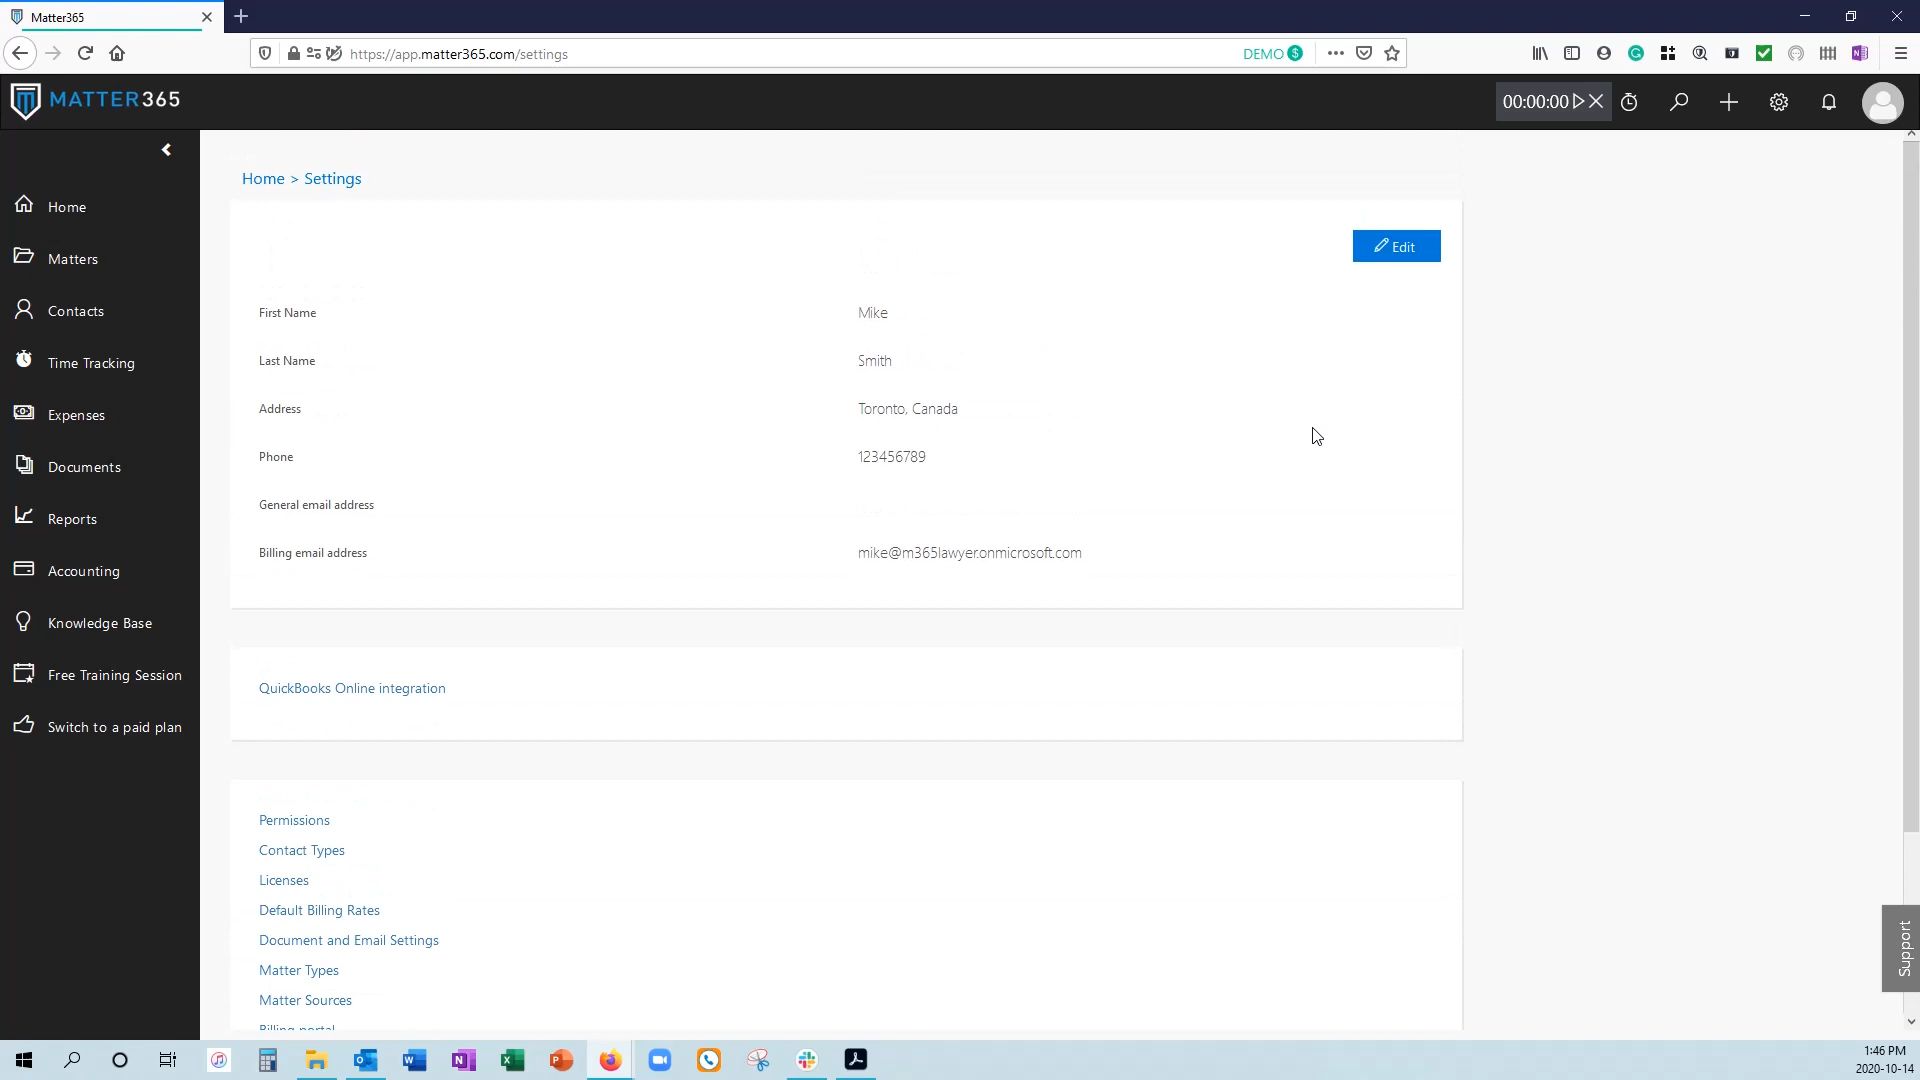 Matter365
https://app.matter365.com/settings
DEMO
MATTER365
00:00:00
Home > Settings
Edit
Home
Matters
Contacts
Time Tracking
Expenses
Documents
Reports
Accounting
Knowledge Base
Free Training Session
Switch to a paid plan
First Name Mike
Last Name Smith
Address Toronto, Canada
Phone 123456789
General email address
Billing email address mike@m365lawyer.onmicrosoft.com
QuickBooks Online integration
Permissions
Contact Types
Licenses
Default Billing Rates
Document and Email Settings
Matter Types
Matter Sources
Billing portal
Support
1:46 PM
2020-10-14